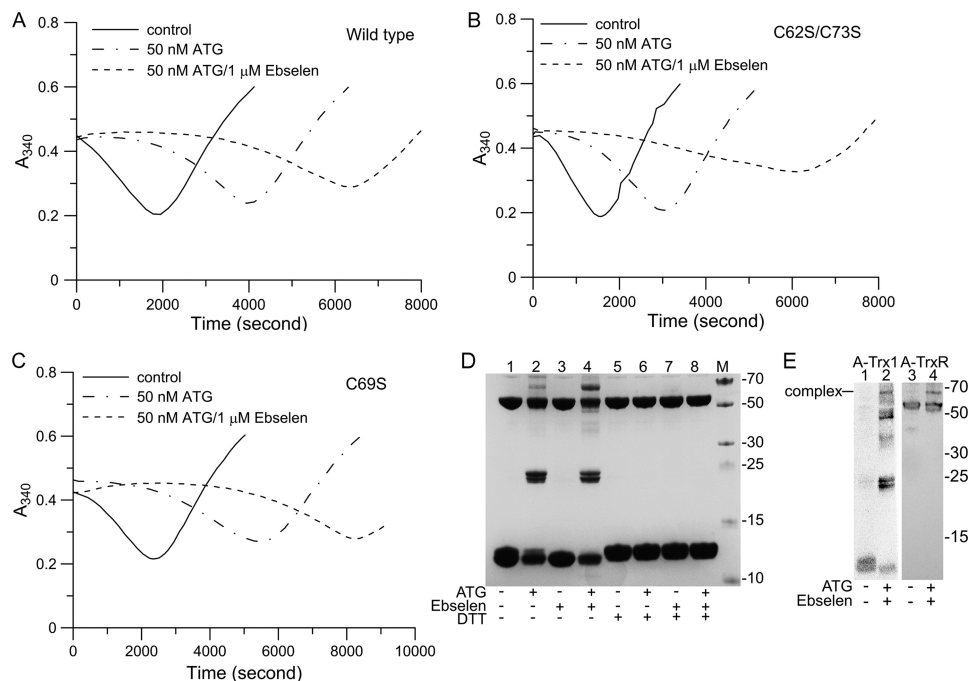 A
control
50 nM ATG
50 nM ATG/1 μM Ebselen
Wild type
A340
0.8
0.6
0.4
0.2
0
0 2000 4000 6000 8000
Time (second)
B
control
50 nM ATG
50 nM ATG/1 μM Ebselen
C62S/C73S
A340
0.8
0.6
0.4
0.2
0
0 2000 4000 6000 8000
Time (second)
C
control
50 nM ATG
50 nM ATG/1 μM Ebselen
C69S
A340
0.8
0.6
0.4
0.2
0
0 2000 4000 6000 8000 10000
Time (second)
D
1 2 3 4 5 6 7 8 M
-70
-50
-30
-25
-15
-10
ATG - + - + - + - +
Ebselen - - + + - - + +
DTT - - - - + + + +
E
A-Trx1 A-TrxR
1 2 3 4
complex
-70
-50
-30
-25
-15
ATG - + - +
Ebselen - + - +